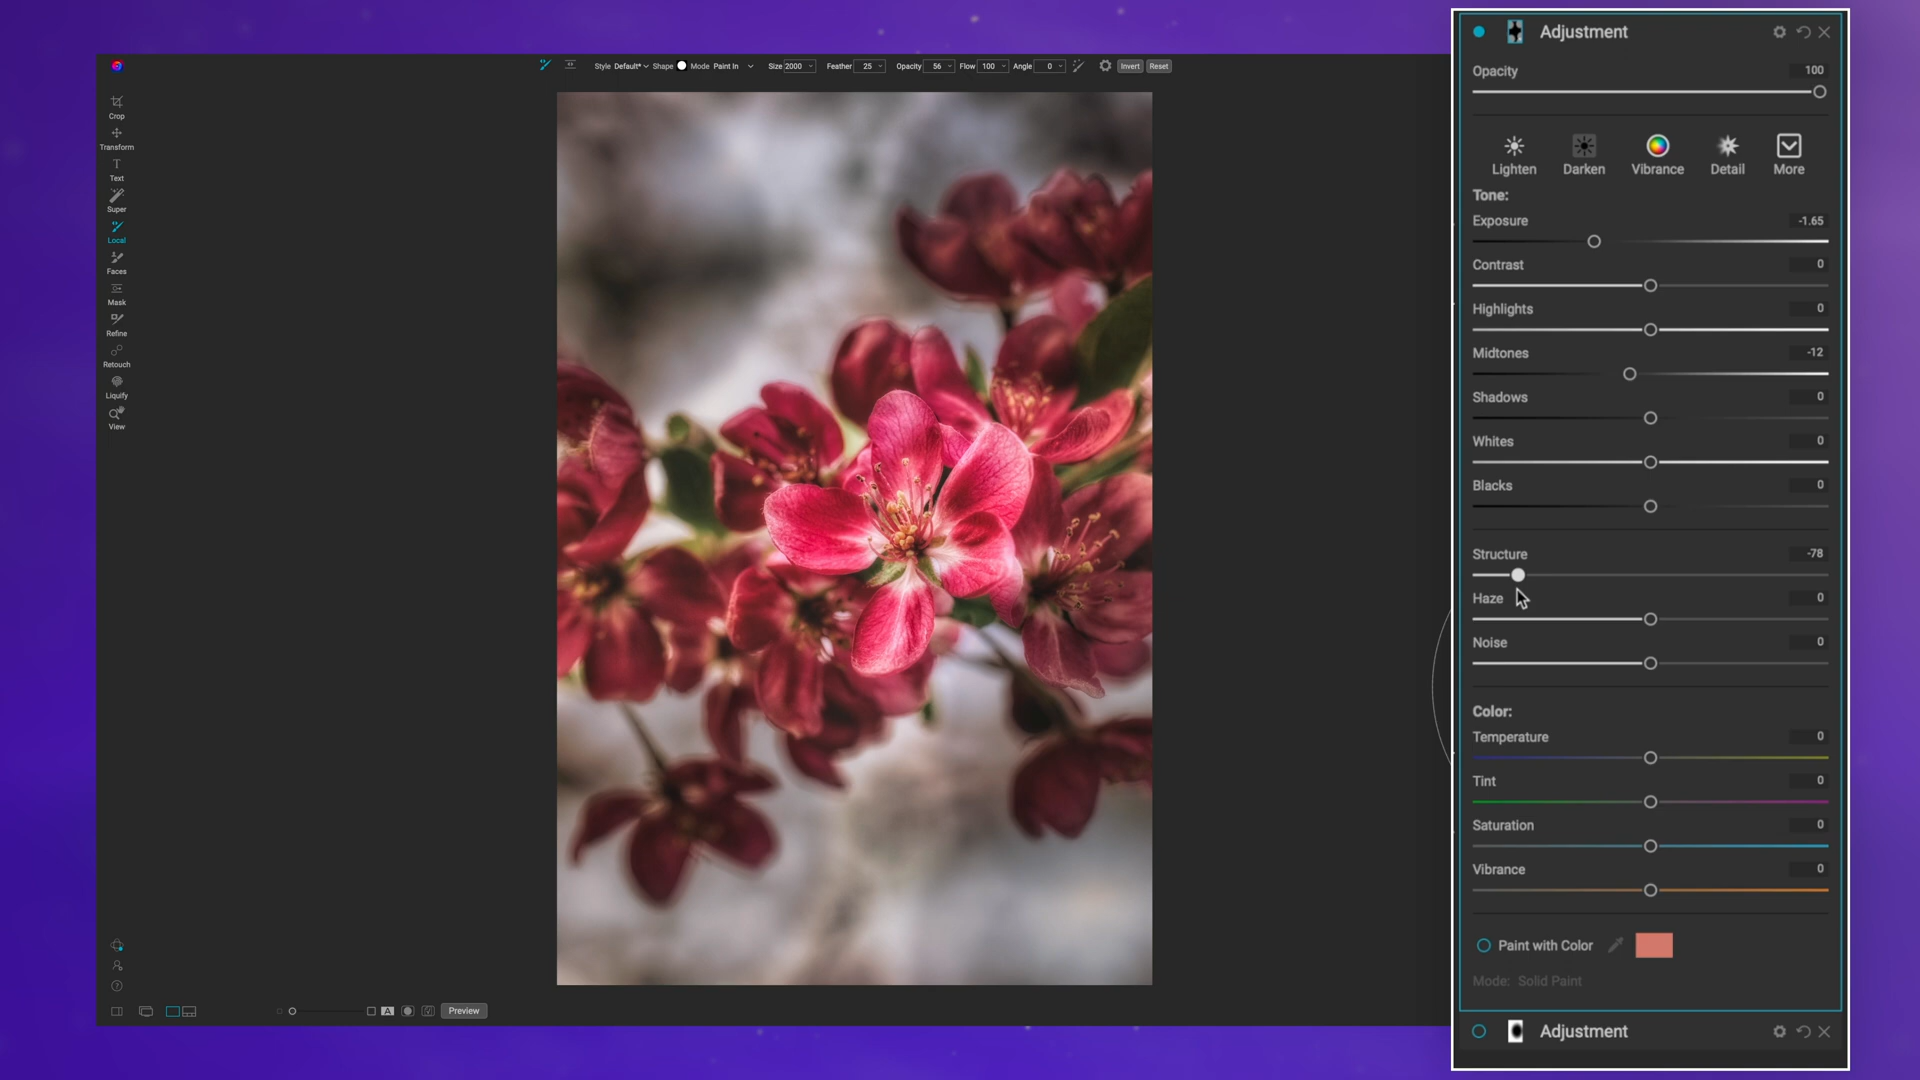 Style Default* Shape Mode Paint In Size 2000 Feather 25 Opacity 56 Flow 100 Angle 0 Invert Reset
Crop
Transform
T
Text
Super
Local
Faces
Mask
Refine
Retouch
Liquify
View
?
A
Preview
Adjustment
Opacity 100
Lighten Darken Vibrance Detail More
Tone:
Exposure -1.65
Contrast 0
Highlights 0
Midtones -12
Shadows 0
Whites 0
Blacks 0
Structure -78
Haze 0
Noise 0
Color:
Temperature 0
Tint 0
Saturation 0
Vibrance 0
Paint with Color
Mode: Solid Paint
Adjustment